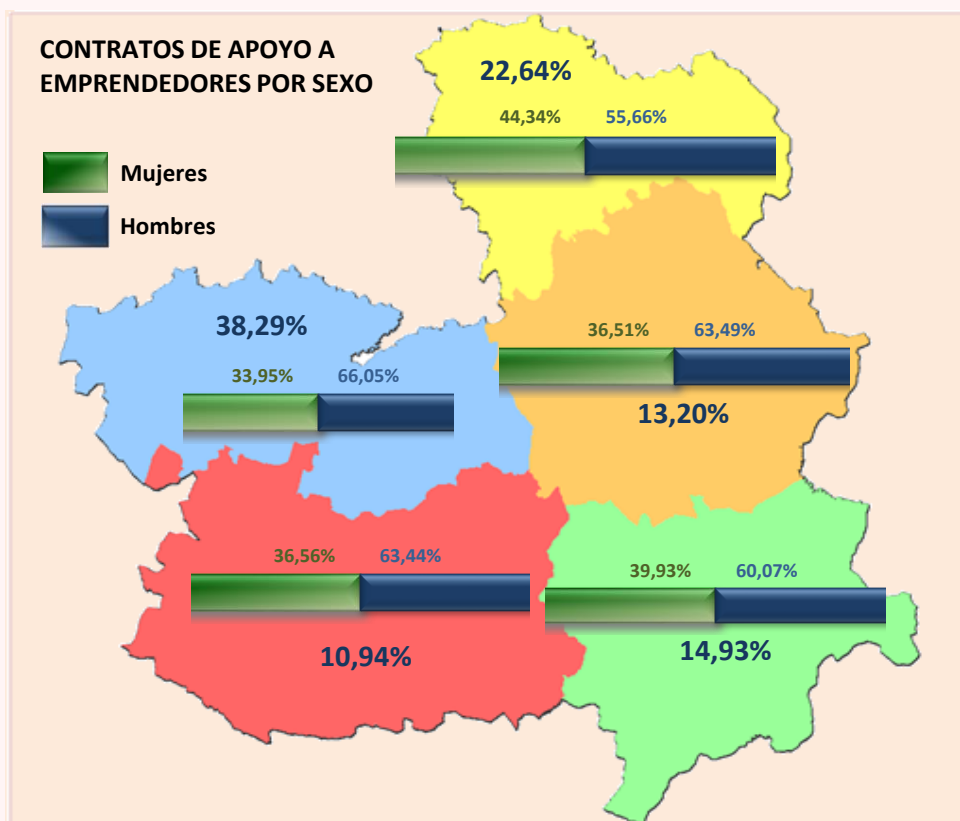 CONTRATOS DE APOYO A
EMPRENDEDORES POR SEXO
Mujeres
Hombres
22,64%
44,34% 55,66%
38,29%
33,95% 66,05%
36,51% 63,49%
13,20%
36,56% 63,44%
10,94%
39,93% 60,07%
14,93%